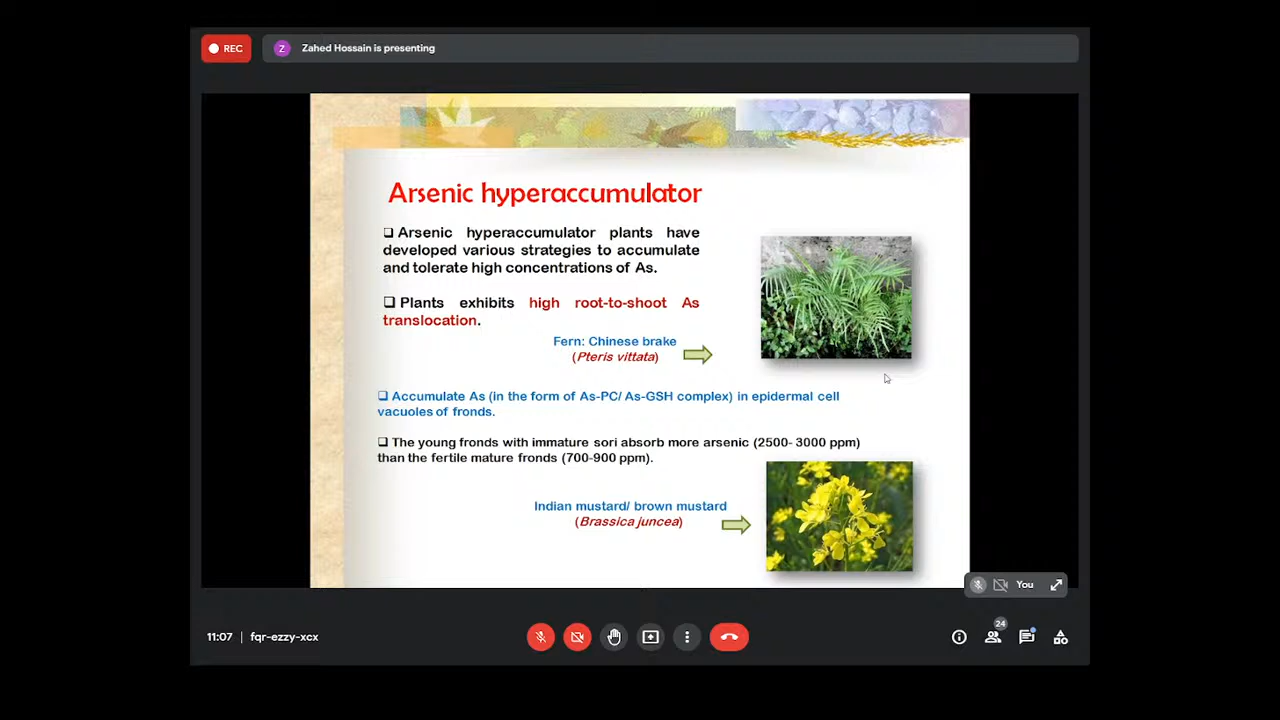 REC
Z
Zahed Hossain is presenting
Arsenic hyperaccumulator
❑ Arsenic hyperaccumulator plants have
developed various strategies to accumulate
and tolerate high concentrations of As.
❑ Plants exhibits high root-to-shoot As
translocation.
Fern: Chinese brake
(Pteris vittata)
❑ Accumulate As (in the form of As-PC/ As-GSH complex) in epidermal cell
vacuoles of fronds.
❑ The young fronds with immature sori absorb more arsenic (2500- 3000 ppm)
than the fertile mature fronds (700-900 ppm).
Indian mustard/ brown mustard
(Brassica juncea)
You
11:07 | fqr-ezzy-xcx
24